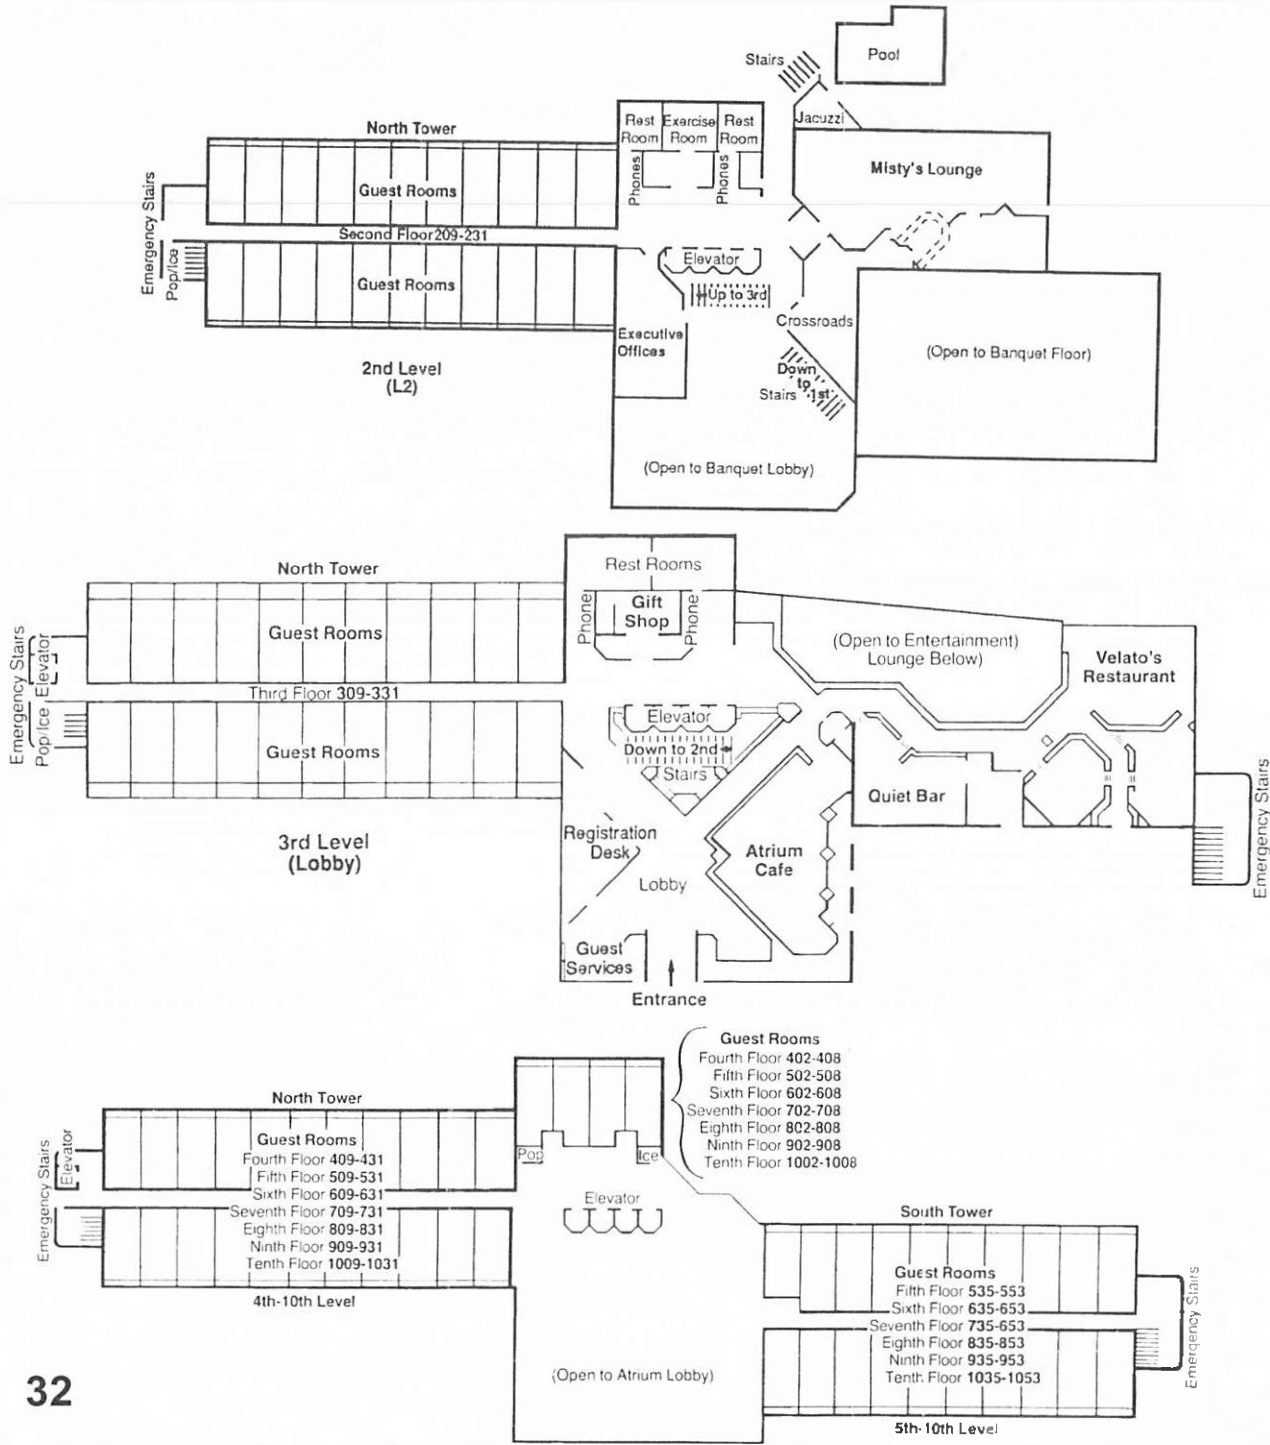 Pool
Stairs
Jacuzzi
Rest Room
Exercise Room
Rest Room
Phones
Phones
North Tower
Misty's Lounge
Guest Rooms
Emergency Stairs
Second Floor 209-231
Pop/Ice
Guest Rooms
Elevator
Up to 3rd
Crossroads
Executive
Offices
(Open to Banquet Floor)
2nd Level
(L2)
Down
to
1st
Stairs
(Open to Banquet Lobby)
North Tower
Rest Rooms
Phone
Gift
Shop
Phone
Guest Rooms
(Open to Entertainment)
Lounge Below)
Velato's
Restaurant
Emergency Stairs
Elevator
Third Floor 309-331
Pop/Ice
Elevator
Guest Rooms
Down to 2nd
Stairs
Quiet Bar
Emergency Stairs
3rd Level
(Lobby)
Registration
Desk
Atrium
Cafe
Lobby
Guest
Services
Entrance
Guest Rooms
Fourth Floor 402-408
Fifth Floor 502-508
Sixth Floor 602-608
Seventh Floor 702-708
Eighth Floor 802-808
Ninth Floor 902-908
Tenth Floor 1002-1008
North Tower
Pop
Ice
Emergency Stairs
Elevator
Guest Rooms
Fourth Floor 409-431
Fifth Floor 509-531
Sixth Floor 609-631
Seventh Floor 709-731
Eighth Floor 809-831
Ninth Floor 909-931
Tenth Floor 1009-1031
4th-10th Level
Elevator
South Tower
Guest Rooms
Fifth Floor 535-553
Sixth Floor 635-653
Seventh Floor 735-653
Eighth Floor 835-853
Ninth Floor 935-953
Tenth Floor 1035-1053
Emergency Stairs
(Open to Atrium Lobby)
5th-10th Level
32